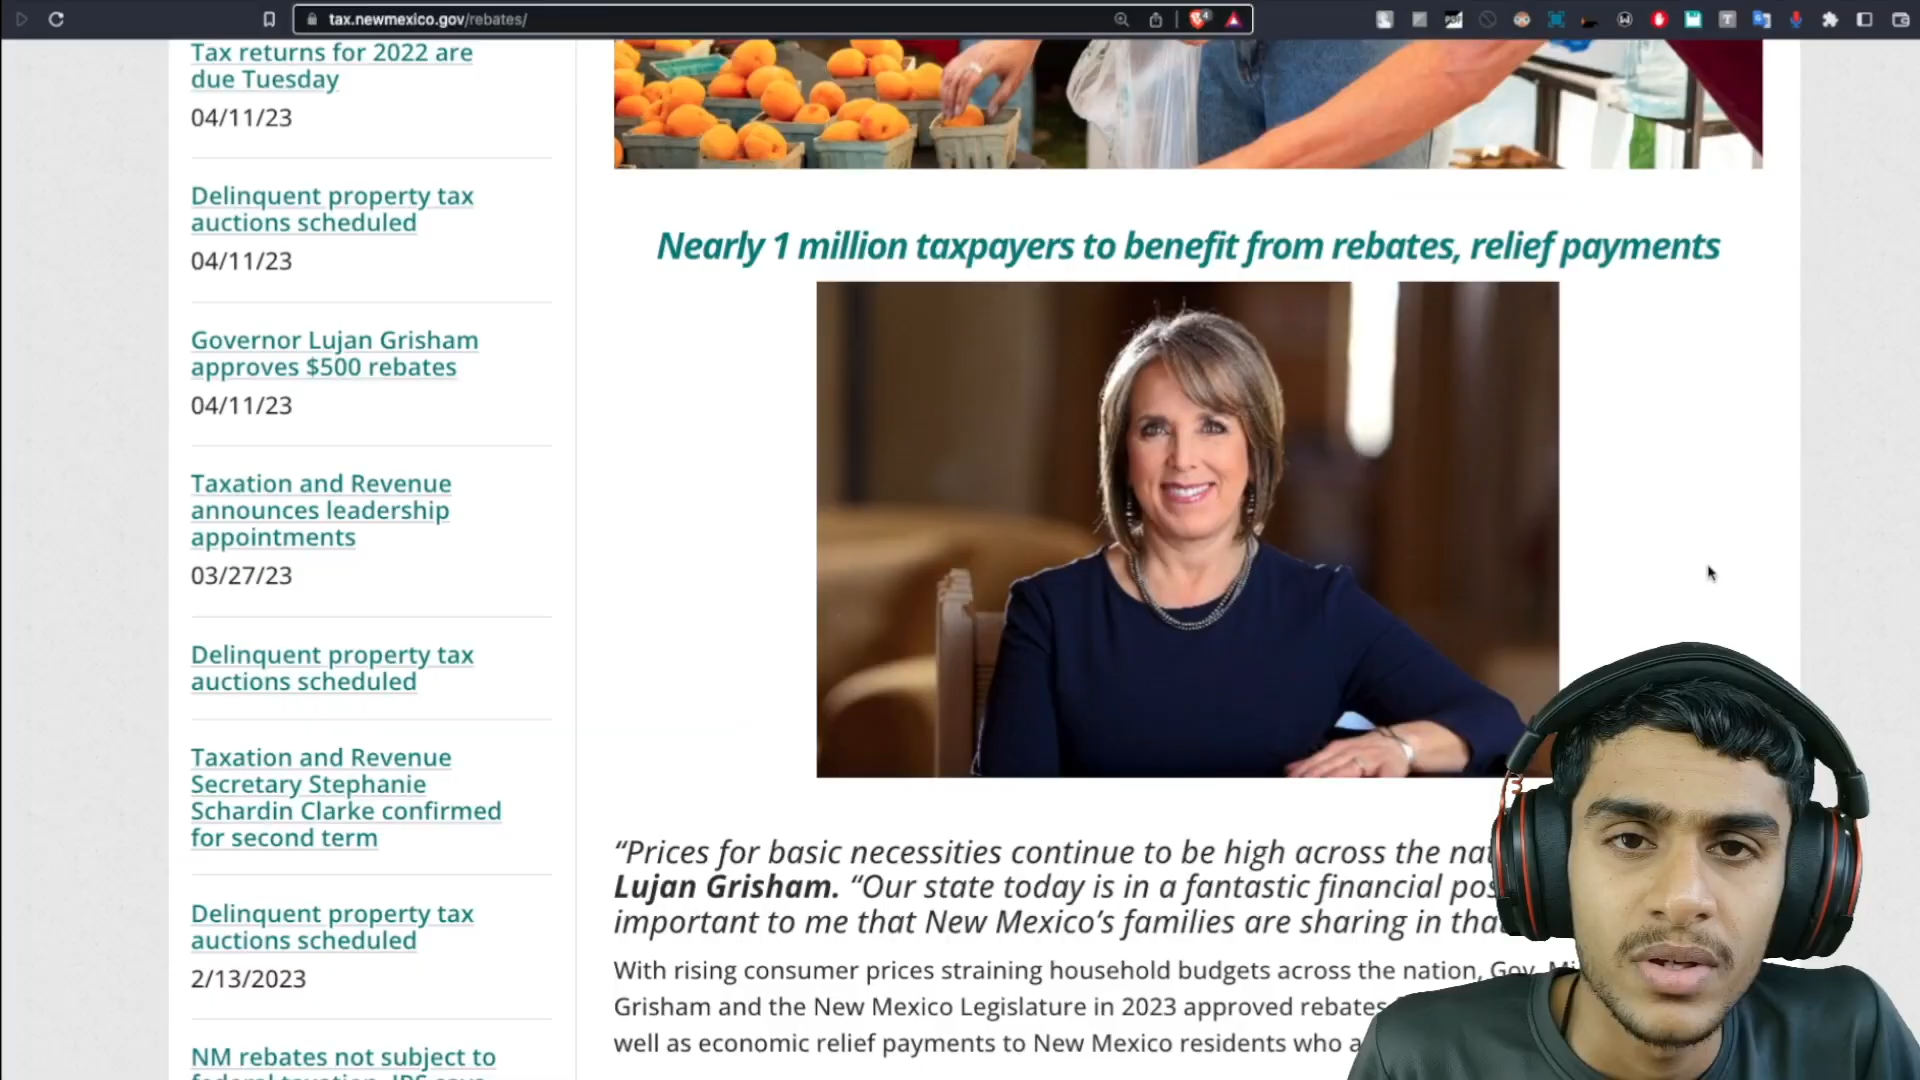 tax.newmexico.gov/rebates/
Tax returns for 2022 are
due Tuesday
04/11/23
Delinquent property tax
auctions scheduled
04/11/23
Governor Lujan Grisham
approves $500 rebates
04/11/23
Taxation and Revenue
announces leadership
appointments
03/27/23
Delinquent property tax
auctions scheduled
Taxation and Revenue
Secretary Stephanie
Schardin Clarke confirmed
for second term
Delinquent property tax
auctions scheduled
2/13/2023
NM rebates not subject to
federal taxation, IRS says
Nearly 1 million taxpayers to benefit from rebates, relief payments
“Prices for basic necessities continue to be high across the
Lujan Grisham. “Our state today is in a fantastic financial
important to me that New Mexico’s families are sharing in
With rising consumer prices straining household budgets across the nation, Gov.
Grisham and the New Mexico Legislature in 2023 approved rebates
well as economic relief payments to New Mexico residents who